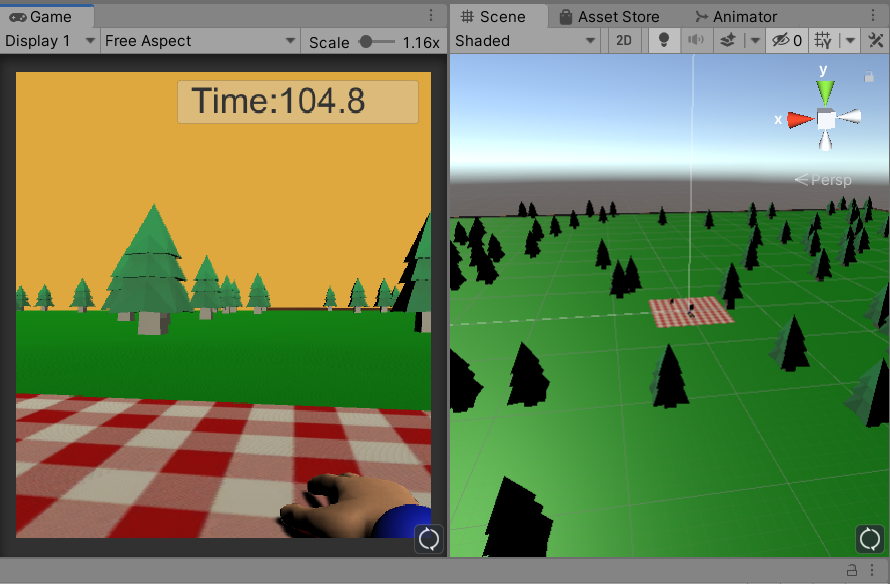 Game
Display 1 Free Aspect Scale 1.16x
Time:104.8
Scene Asset Store Animator
Shaded 2D 0
y
x
Persp